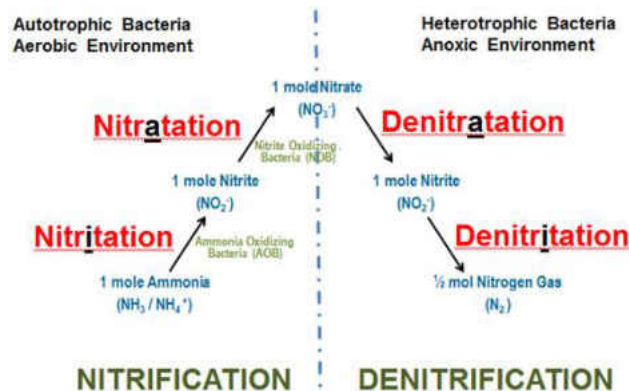 Autotrophic Bacteria
Aerobic Environment
Heterotrophic Bacteria
Anoxic Environment
1 mole Nitrate
(NO₃⁻)
Nitratation
Denitratation
Nitrite Oxidizing
Bacteria (NOB)
1 mole Nitrite
(NO₂⁻)
1 mole Nitrite
(NO₂⁻)
Nitritation
Denitritation
Ammonia Oxidizing
Bacteria (AOB)
1 mole Ammonia
(NH₃ / NH₄⁺)
½ mol Nitrogen Gas
(N₂)
NITRIFICATION
DENITRIFICATION